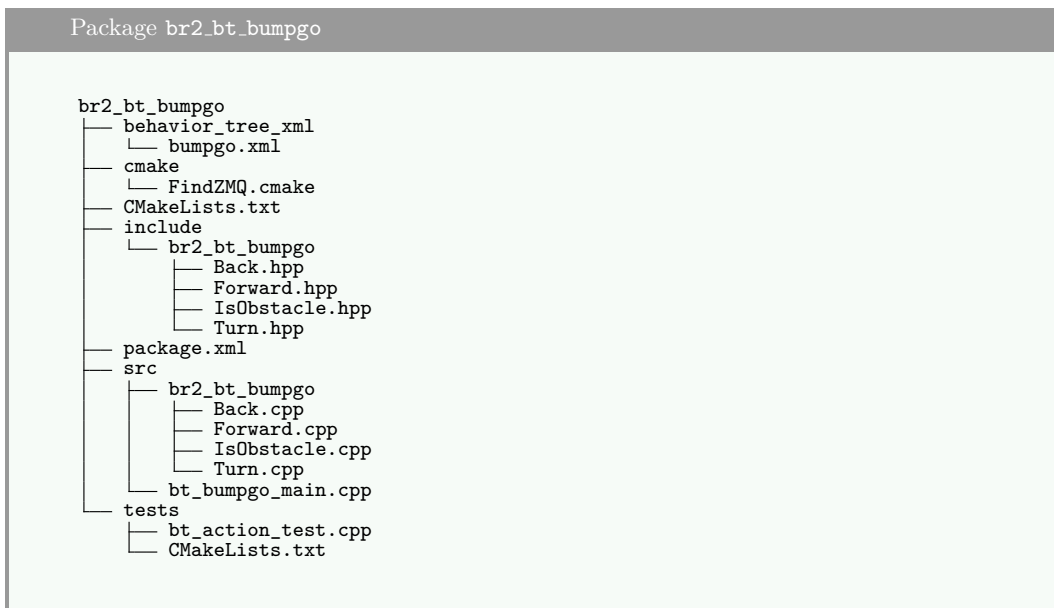 Package br2_bt_bumpgo
br2_bt_bumpgo
├── behavior_tree_xml
│   └── bumpgo.xml
├── cmake
│   └── FindZMQ.cmake
├── CMakeLists.txt
├── include
│   └── br2_bt_bumpgo
│       ├── Back.hpp
│       ├── Forward.hpp
│       ├── IsObstacle.hpp
│       └── Turn.hpp
├── package.xml
├── src
│   ├── br2_bt_bumpgo
│   │   ├── Back.cpp
│   │   ├── Forward.cpp
│   │   ├── IsObstacle.cpp
│   │   └── Turn.cpp
│   └── bt_bumpgo_main.cpp
└── tests
    ├── bt_action_test.cpp
    └── CMakeLists.txt